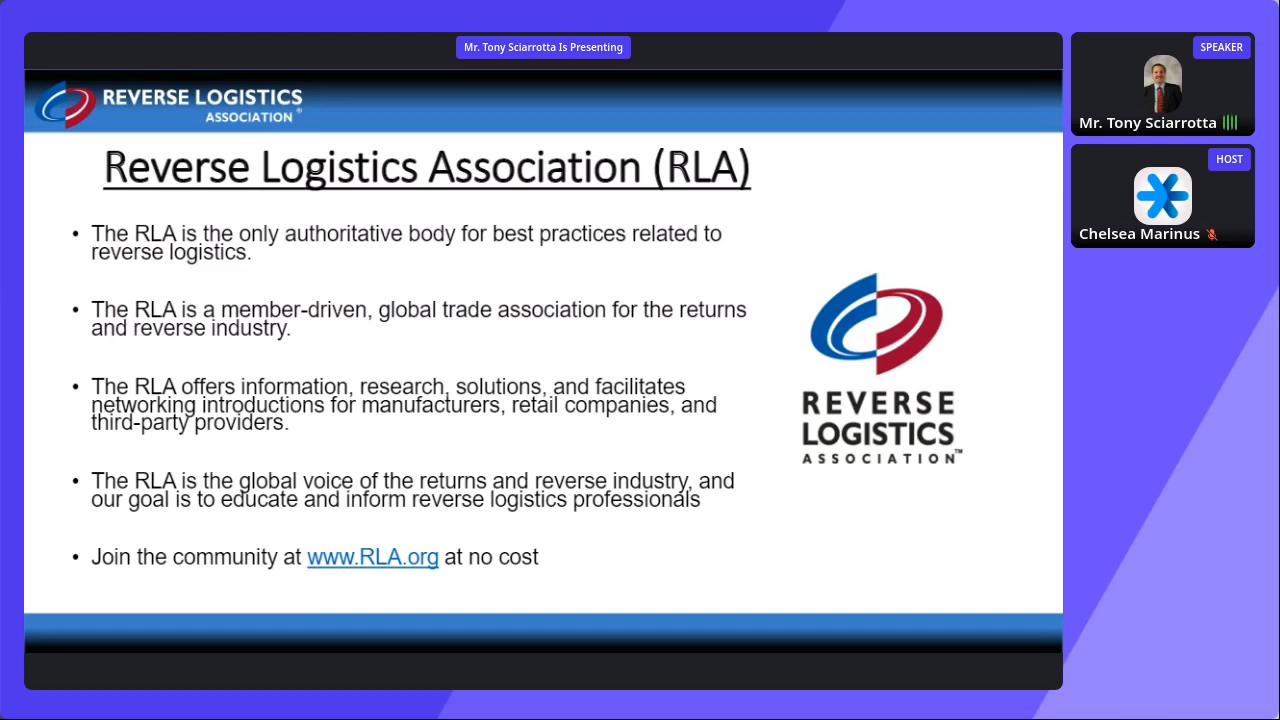 Mr. Tony Sciarrotta Is Presenting
SPEAKER
Mr. Tony Sciarrotta
HOST
Chelsea Marinus
REVERSE LOGISTICS
ASSOCIATION®
Reverse Logistics Association (RLA)
• The RLA is the only authoritative body for best practices related to
reverse logistics.
• The RLA is a member-driven, global trade association for the returns
and reverse industry.
• The RLA offers information, research, solutions, and facilitates
networking introductions for manufacturers, retail companies, and
third-party providers.
• The RLA is the global voice of the returns and reverse industry, and
our goal is to educate and inform reverse logistics professionals
• Join the community at www.RLA.org at no cost
REVERSE
LOGISTICS
ASSOCIATION™